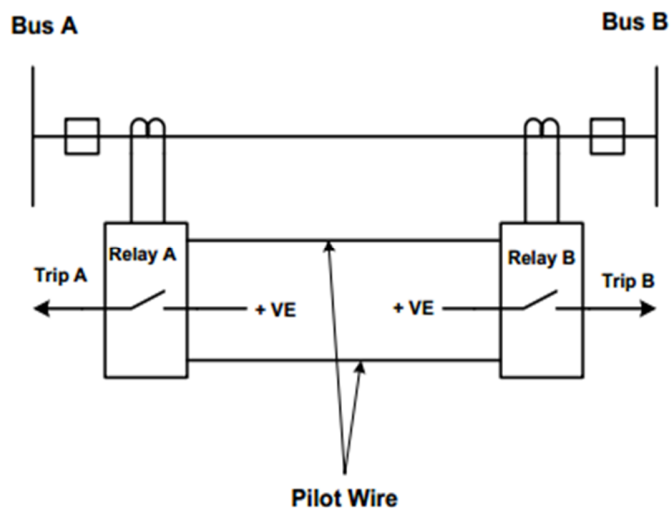 Bus A
Bus B
Relay A
Relay B
Trip A
Trip B
+ VE
+ VE
Pilot Wire